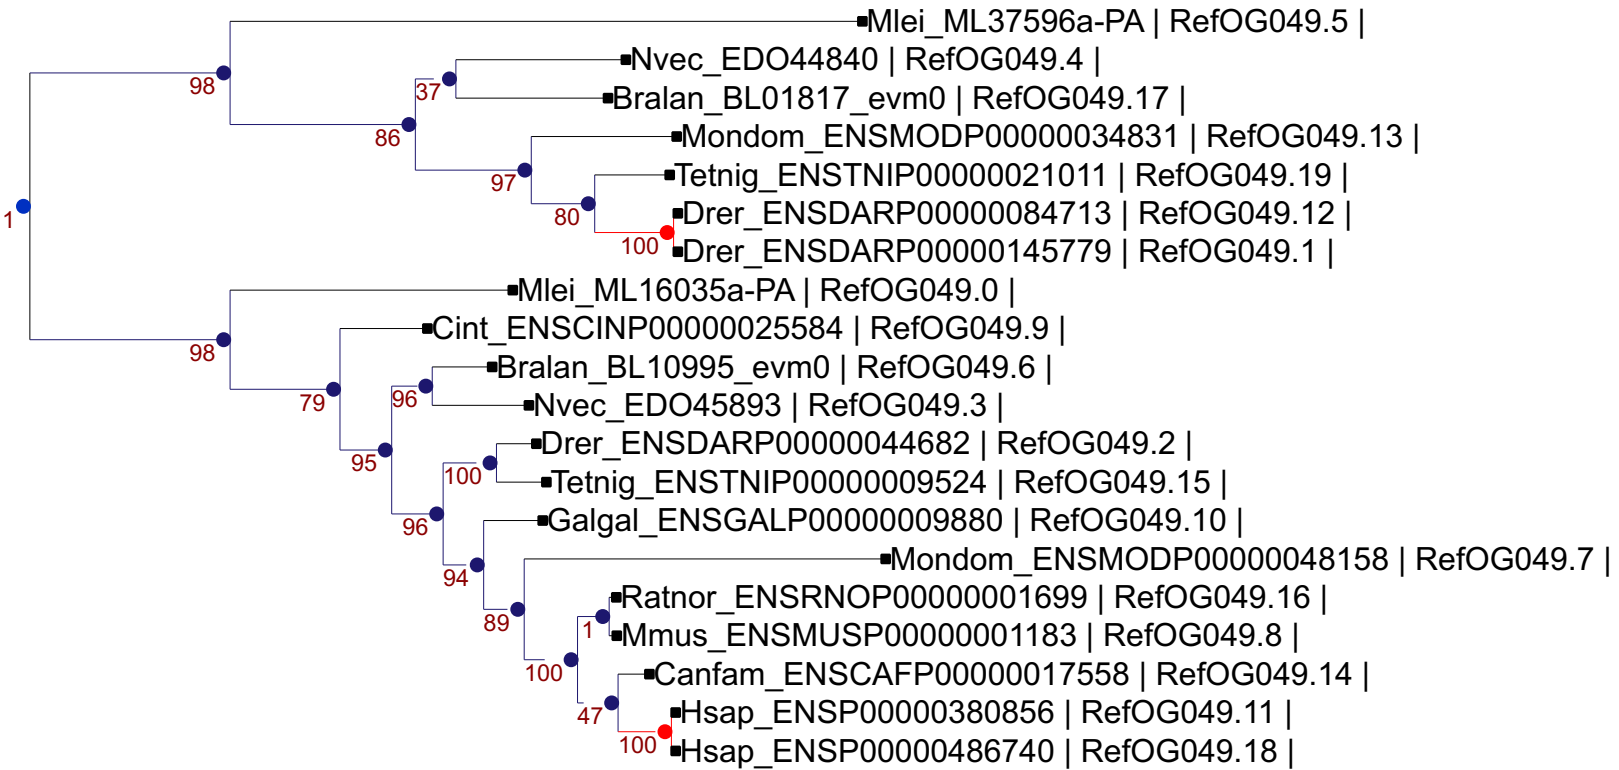 Mlei_ML37596a-PA | RefOG049.5 |
Nvec_EDO44840 | RefOG049.4 |
98
37
Bralan_BL01817_evm0 | RefOG049.17 |
86
Mondom_ENSMODP00000034831 | RefOG049.13 |
Tetnig_ENSTNIP00000021011 | RefOG049.19 |
97
Drer_ENSDARP00000084713 | RefOG049.12 |
1
80
100
Drer_ENSDARP00000145779 | RefOG049.1 |
Mlei_ML16035a-PA | RefOG049.0 |
Cint_ENSCINP00000025584 | RefOG049.9 |
98
Bralan_BL10995_evm0 | RefOG049.6 |
79
96
Nvec_EDO45893 | RefOG049.3 |
Drer_ENSDARP00000044682 | RefOG049.2 |
95
100
Tetnig_ENSTNIP00000009524 | RefOG049.15 |
96
Galgal_ENSGALP00000009880 | RefOG049.10 |
Mondom_ENSMODP00000048158 | RefOG049.7 |
94
Ratnor_ENSRNOP00000001699 | RefOG049.16 |
89
1
Mmus_ENSMUSP00000001183 | RefOG049.8 |
100
Canfam_ENSCAFP00000017558 | RefOG049.14 |
47
Hsap_ENSP00000380856 | RefOG049.11 |
100
Hsap_ENSP00000486740 | RefOG049.18 |